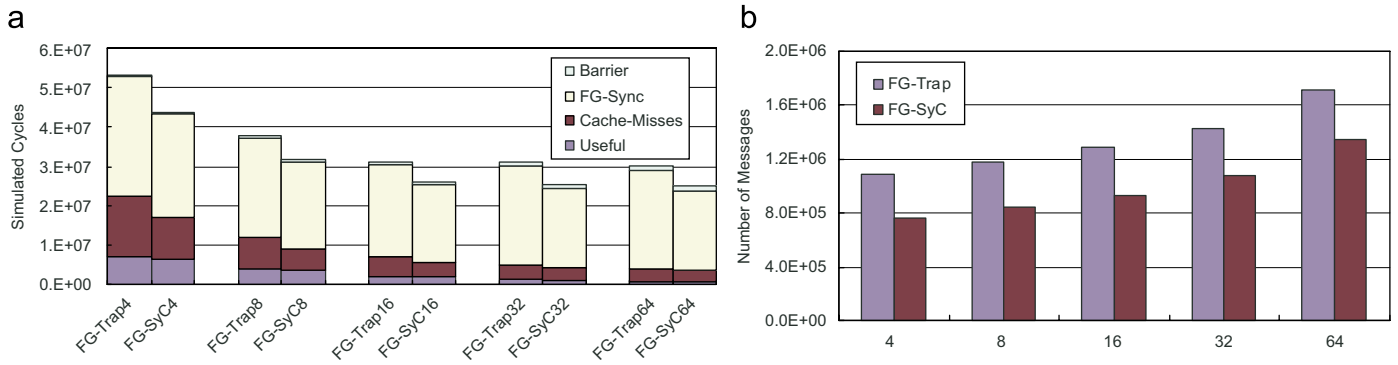 a
6.E+07
5.E+07
4.E+07
3.E+07
2.E+07
1.E+07
0.E+00
Simulated Cycles
Barrier
FG-Sync
Cache-Misses
Useful
FG-Trap4
FG-SyC4
FG-Trap8
FG-SyC8
FG-Trap16
FG-SyC16
FG-Trap32
FG-SyC32
FG-Trap64
FG-SyC64
b
2.0E+06
1.6E+06
1.2E+06
8.0E+05
4.0E+05
0.0E+00
Number of Messages
FG-Trap
FG-SyC
4
8
16
32
64